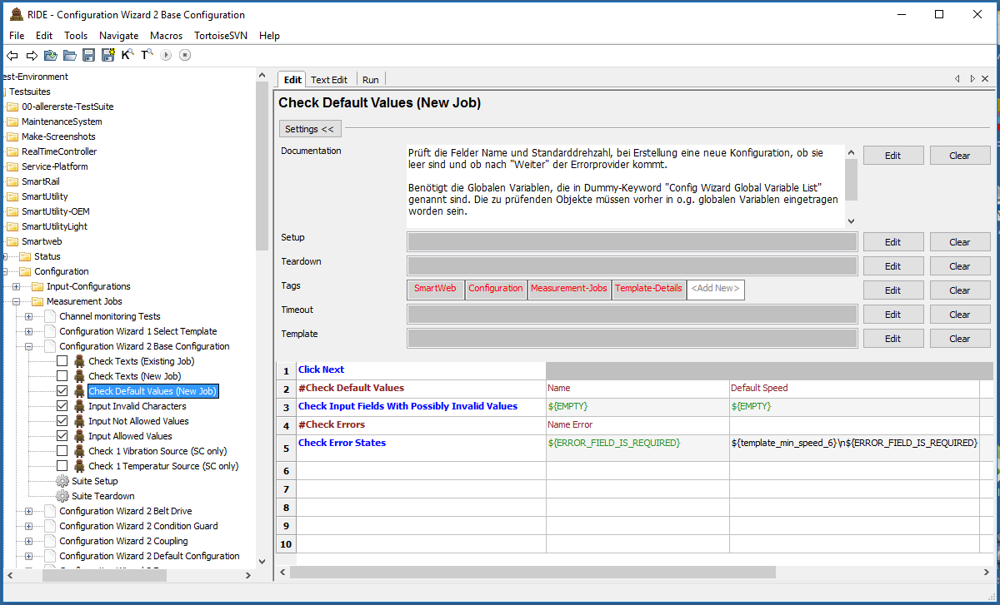 RIDE - Configuration Wizard 2 Base Configuration
File Edit Tools Navigate Macros TortoiseSVN Help
est-Environment
Testsuites
00-allererste-TestSuite
MaintenanceSystem
Make-Screenshots
RealTimeController
Service-Platform
SmartRail
SmartUtility
SmartUtility-OEM
SmartUtilityLight
Smartweb
Status
Configuration
Input-Configurations
Measurement Jobs
Channel monitoring Tests
Configuration Wizard 1 Select Template
Configuration Wizard 2 Base Configuration
Check Texts (Existing Job)
Check Texts (New Job)
Check Default Values (New Job)
Input Invalid Characters
Input Not Allowed Values
Input Allowed Values
Check 1 Vibration Source (SC only)
Check 1 Temperatur Source (SC only)
Suite Setup
Suite Teardown
Configuration Wizard 2 Belt Drive
Configuration Wizard 2 Condition Guard
Configuration Wizard 2 Coupling
Configuration Wizard 2 Default Configuration
Edit Text Edit Run
Check Default Values (New Job)
Settings <<
Documentation
Prüft die Felder Name und Standarddrehzahl, bei Erstellung eine neue Konfiguration, ob sie
leer sind und ob nach "Weiter" der Errorprovider kommt.
Benötigt die Globalen Variablen, die in Dummy-Keyword "Config Wizard Global Variable List"
genannt sind. Die zu prüfenden Objekte müssen vorher in o.g. globalen Variablen eingetragen
worden sein.
Edit Clear
Setup Edit Clear
Teardown Edit Clear
Tags SmartWeb Configuration Measurement-Jobs Template-Details <Add New> Edit Clear
Timeout Edit Clear
Template Edit Clear
1 Click Next
2 #Check Default Values Name Default Speed
3 Check Input Fields With Possibly Invalid Values ${EMPTY} ${EMPTY}
4 #Check Errors Name Error
5 Check Error States ${ERROR_FIELD_IS_REQUIRED} ${template_min_speed_6}\n${ERROR_FIELD_IS_REQUIRED}
6
7
8
9
10